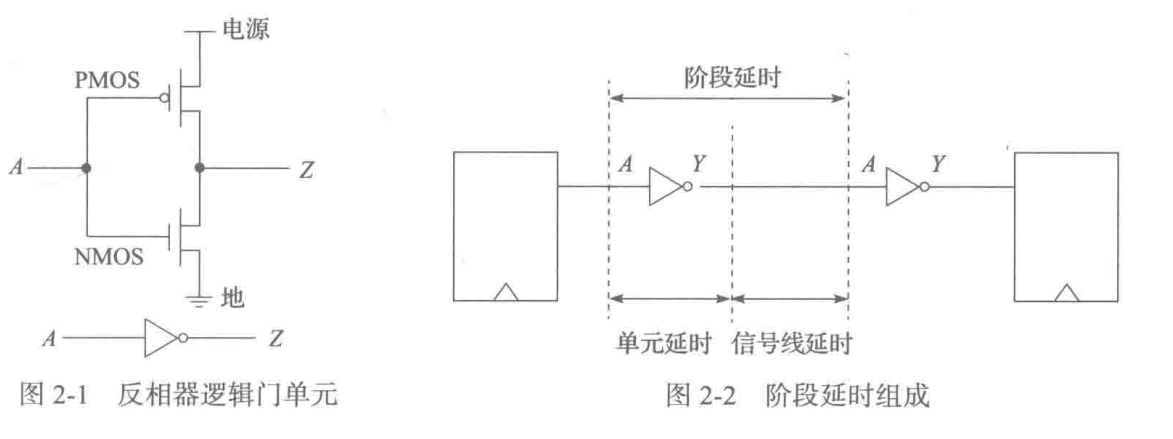 电源
PMOS
A
Z
NMOS
地
A
Z
图 2-1 反相器逻辑门单元
阶段延时
A
Y
A
Y
单元延时
信号线延时
图 2-2 阶段延时组成